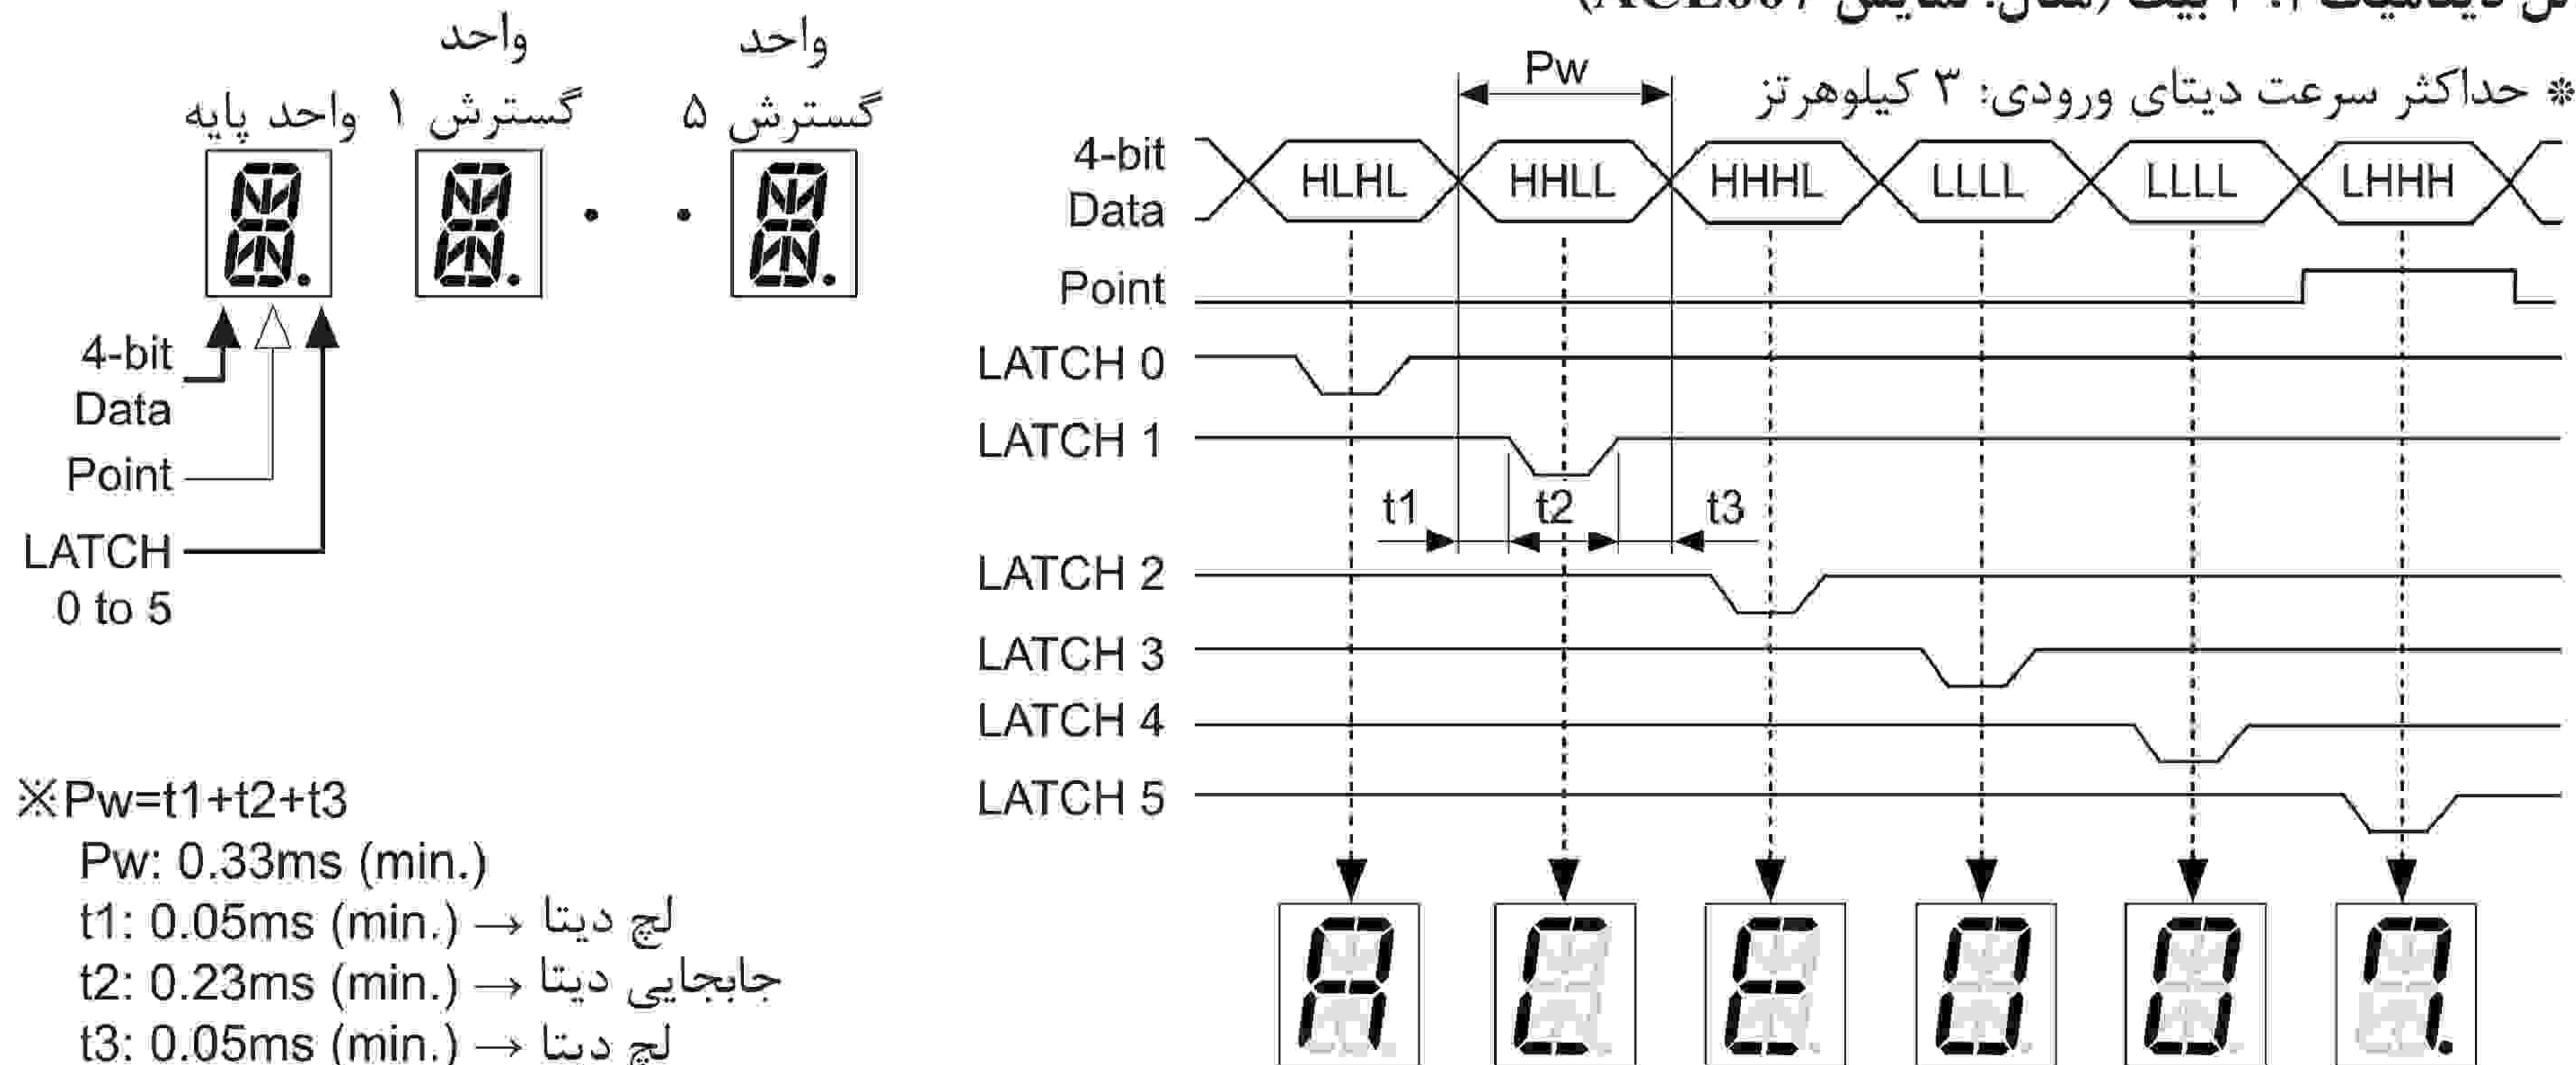 واحد
واحد
واحد پایه
گسترش ۱
گسترش ۵
4-bit
Data
Point
LATCH
0 to 5
※Pw=t1+t2+t3
Pw: 0.33ms (min.)
t1: 0.05ms (min.) → لچ دیتا
t2: 0.23ms (min.) → جابجایی دیتا
t3: 0.05ms (min.) → لچ دیتا
* حداکثر سرعت دیتای ورودی: ۳ کیلوهرتز
Pw
4-bit
Data
HLHL HHLL HHHL LLLL LLLL LHHH
Point
LATCH 0
LATCH 1
t1 t2 t3
LATCH 2
LATCH 3
LATCH 4
LATCH 5
A C E 0 0 7.